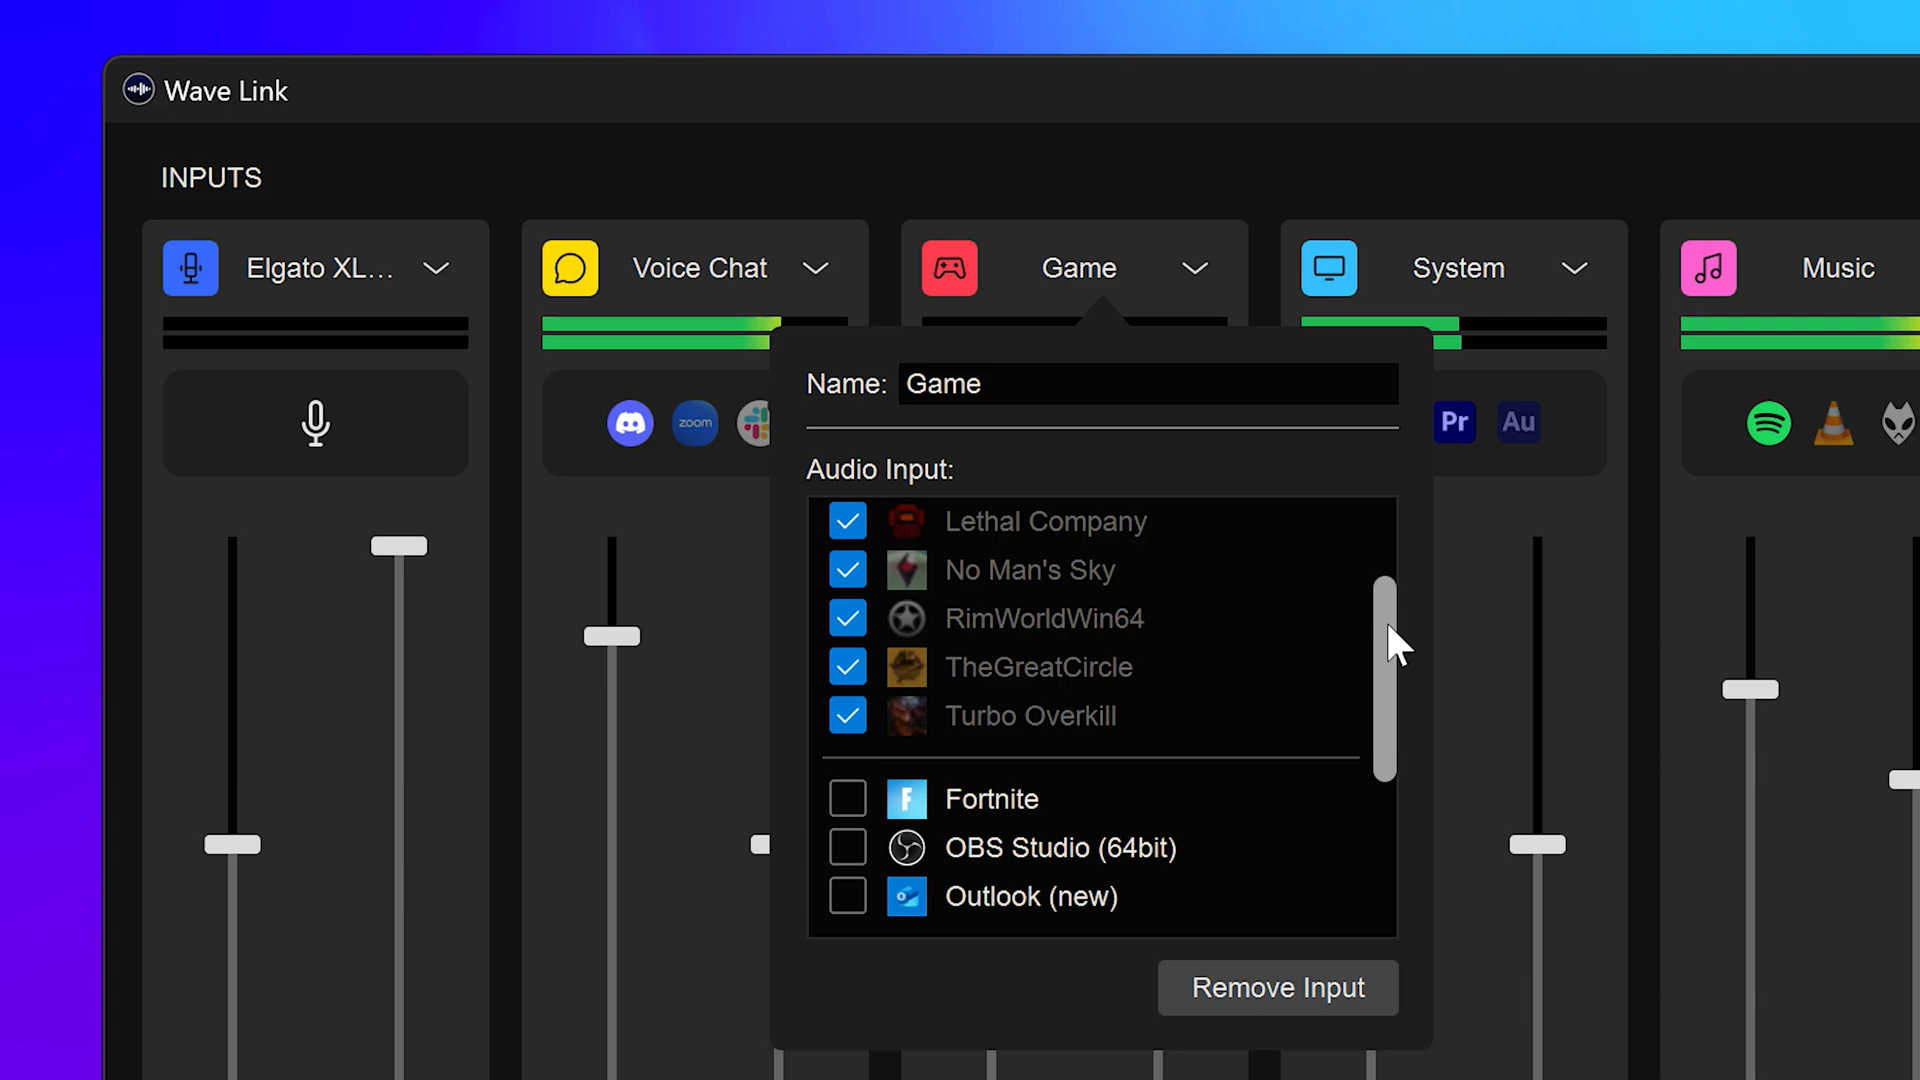 Wave Link
INPUTS
Elgato XL...
Voice Chat
Game
System
Music
Name: Game
zoom
Pr
Au
Audio Input:
Lethal Company
No Man's Sky
RimWorldWin64
TheGreatCircle
Turbo Overkill
F Fortnite
OBS Studio (64bit)
Outlook (new)
Remove Input